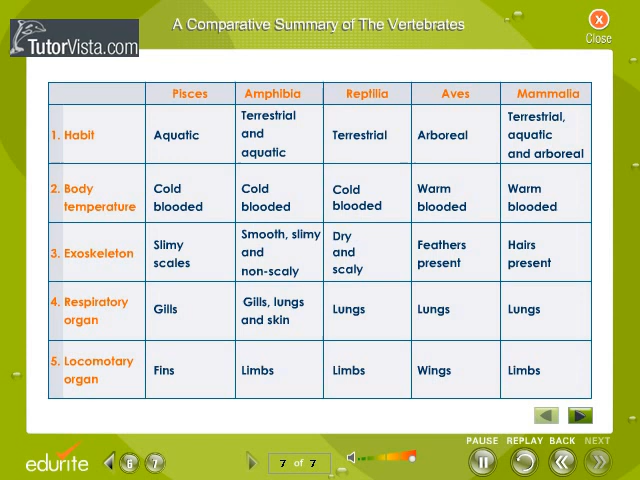 A Comparative Summary of The Vertebrates
X
Close
TutorVista.com
Pisces Amphibia Reptilia Aves Mammalia
1. Habit
Aquatic
Terrestrial
and
aquatic
Terrestrial
Arboreal
Terrestrial,
aquatic
and arboreal
2. Body
temperature
Cold
blooded
Cold
blooded
Cold
blooded
Warm
blooded
Warm
blooded
3. Exoskeleton
Slimy
scales
Smooth, slimy
and
non-scaly
Dry
and
scaly
Feathers
present
Hairs
present
4. Respiratory
organ
Gills
Gills, lungs
and skin
Lungs
Lungs
Lungs
5. Locomotary
organ
Fins
Limbs
Limbs
Wings
Limbs
PAUSE REPLAY BACK NEXT
edurite
6 7
7 of 7